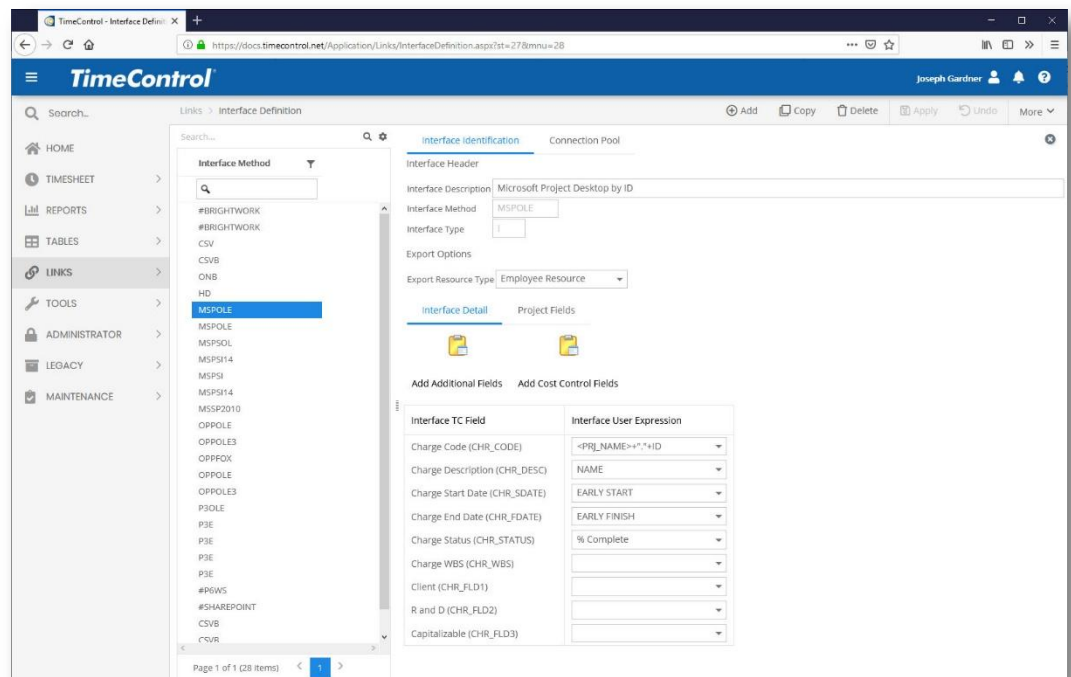 TimeControl - Interface Definit
https://docs.timecontrol.net/Application/Links/InterfaceDefinition.aspx?st=27&mnu=28
TimeControl
Joseph Gardner
Search...
Links > Interface Definition
Add
Copy
Delete
Apply
Undo
More
HOME
TIMESHEET
REPORTS
TABLES
LINKS
TOOLS
ADMINISTRATOR
LEGACY
MAINTENANCE
Search...
Interface Method
#BRIGHTWORK
#BRIGHTWORK
CSV
CSVB
ONB
HD
MSPOLE
MSPOLE
MSPSOL
MSPSI14
MSPSI
MSPSI14
MSSP2010
OPPOLE
OPPOLE3
OPPFOX
OPPOLE
OPPOLE3
P3OLE
P3E
P3E
P3E
P3E
#P6WS
#SHAREPOINT
CSVB
CSVB
Page 1 of 1 (28 items) < 1 >
Interface Identification
Connection Pool
Interface Header
Interface Description Microsoft Project Desktop by ID
Interface Method MSPOLE
Interface Type I
Export Options
Export Resource Type Employee Resource
Interface Detail
Project Fields
Add Additional Fields
Add Cost Control Fields
Interface TC Field Interface User Expression
Charge Code (CHR_CODE) <PRJ_NAME>+"."+ID
Charge Description (CHR_DESC) NAME
Charge Start Date (CHR_SDATE) EARLY START
Charge End Date (CHR_FDATE) EARLY FINISH
Charge Status (CHR_STATUS) % Complete
Charge WBS (CHR_WBS)
Client (CHR_FLD1)
R and D (CHR_FLD2)
Capitalizable (CHR_FLD3)